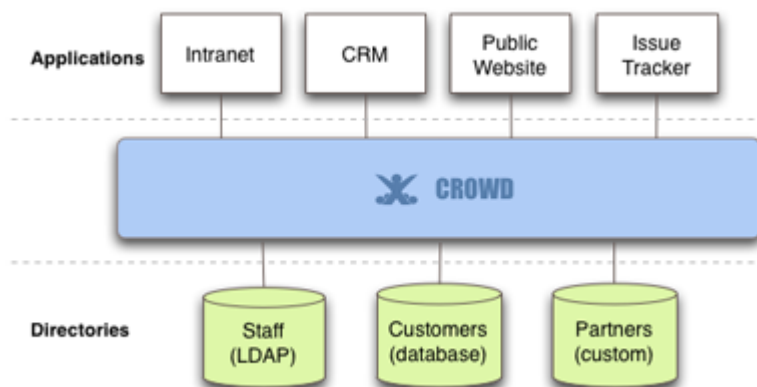 Applications
Intranet
CRM
Public
Website
Issue
Tracker
CROWD
Directories
Staff
(LDAP)
Customers
(database)
Partners
(custom)